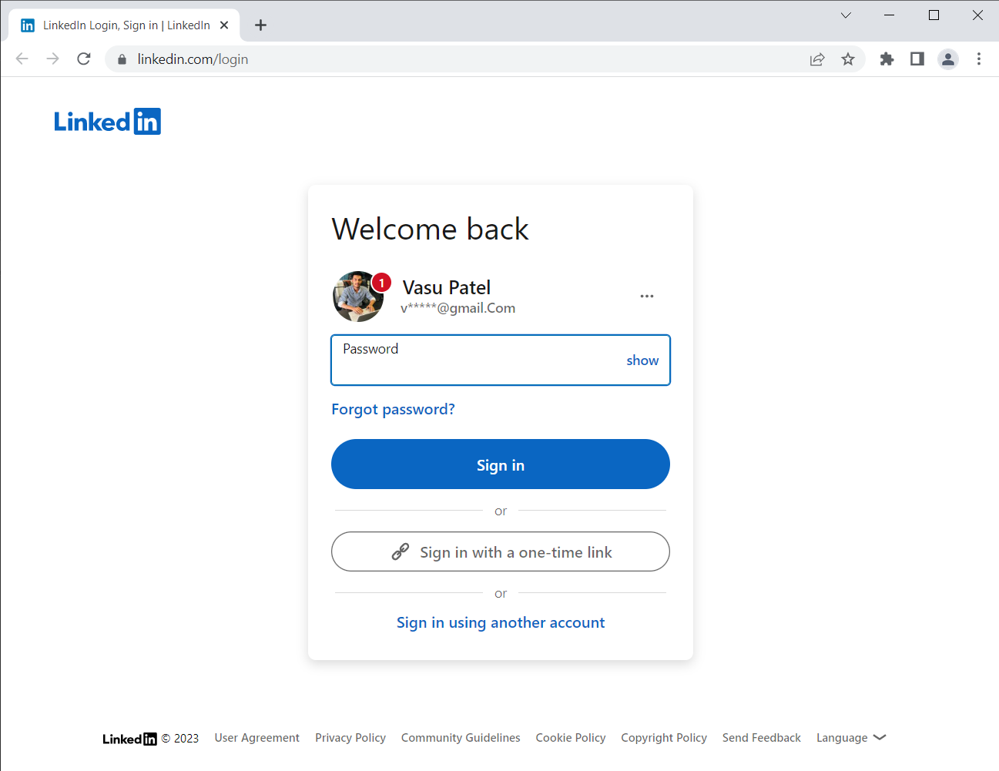 LinkedIn Login, Sign in | LinkedIn
linkedin.com/login
Linkedin
Welcome back
1
Vasu Patel
v*****@gmail.Com
Password
show
Forgot password?
Sign in
or
Sign in with a one-time link
or
Sign in using another account
Linkedin © 2023 User Agreement Privacy Policy Community Guidelines Cookie Policy Copyright Policy Send Feedback Language